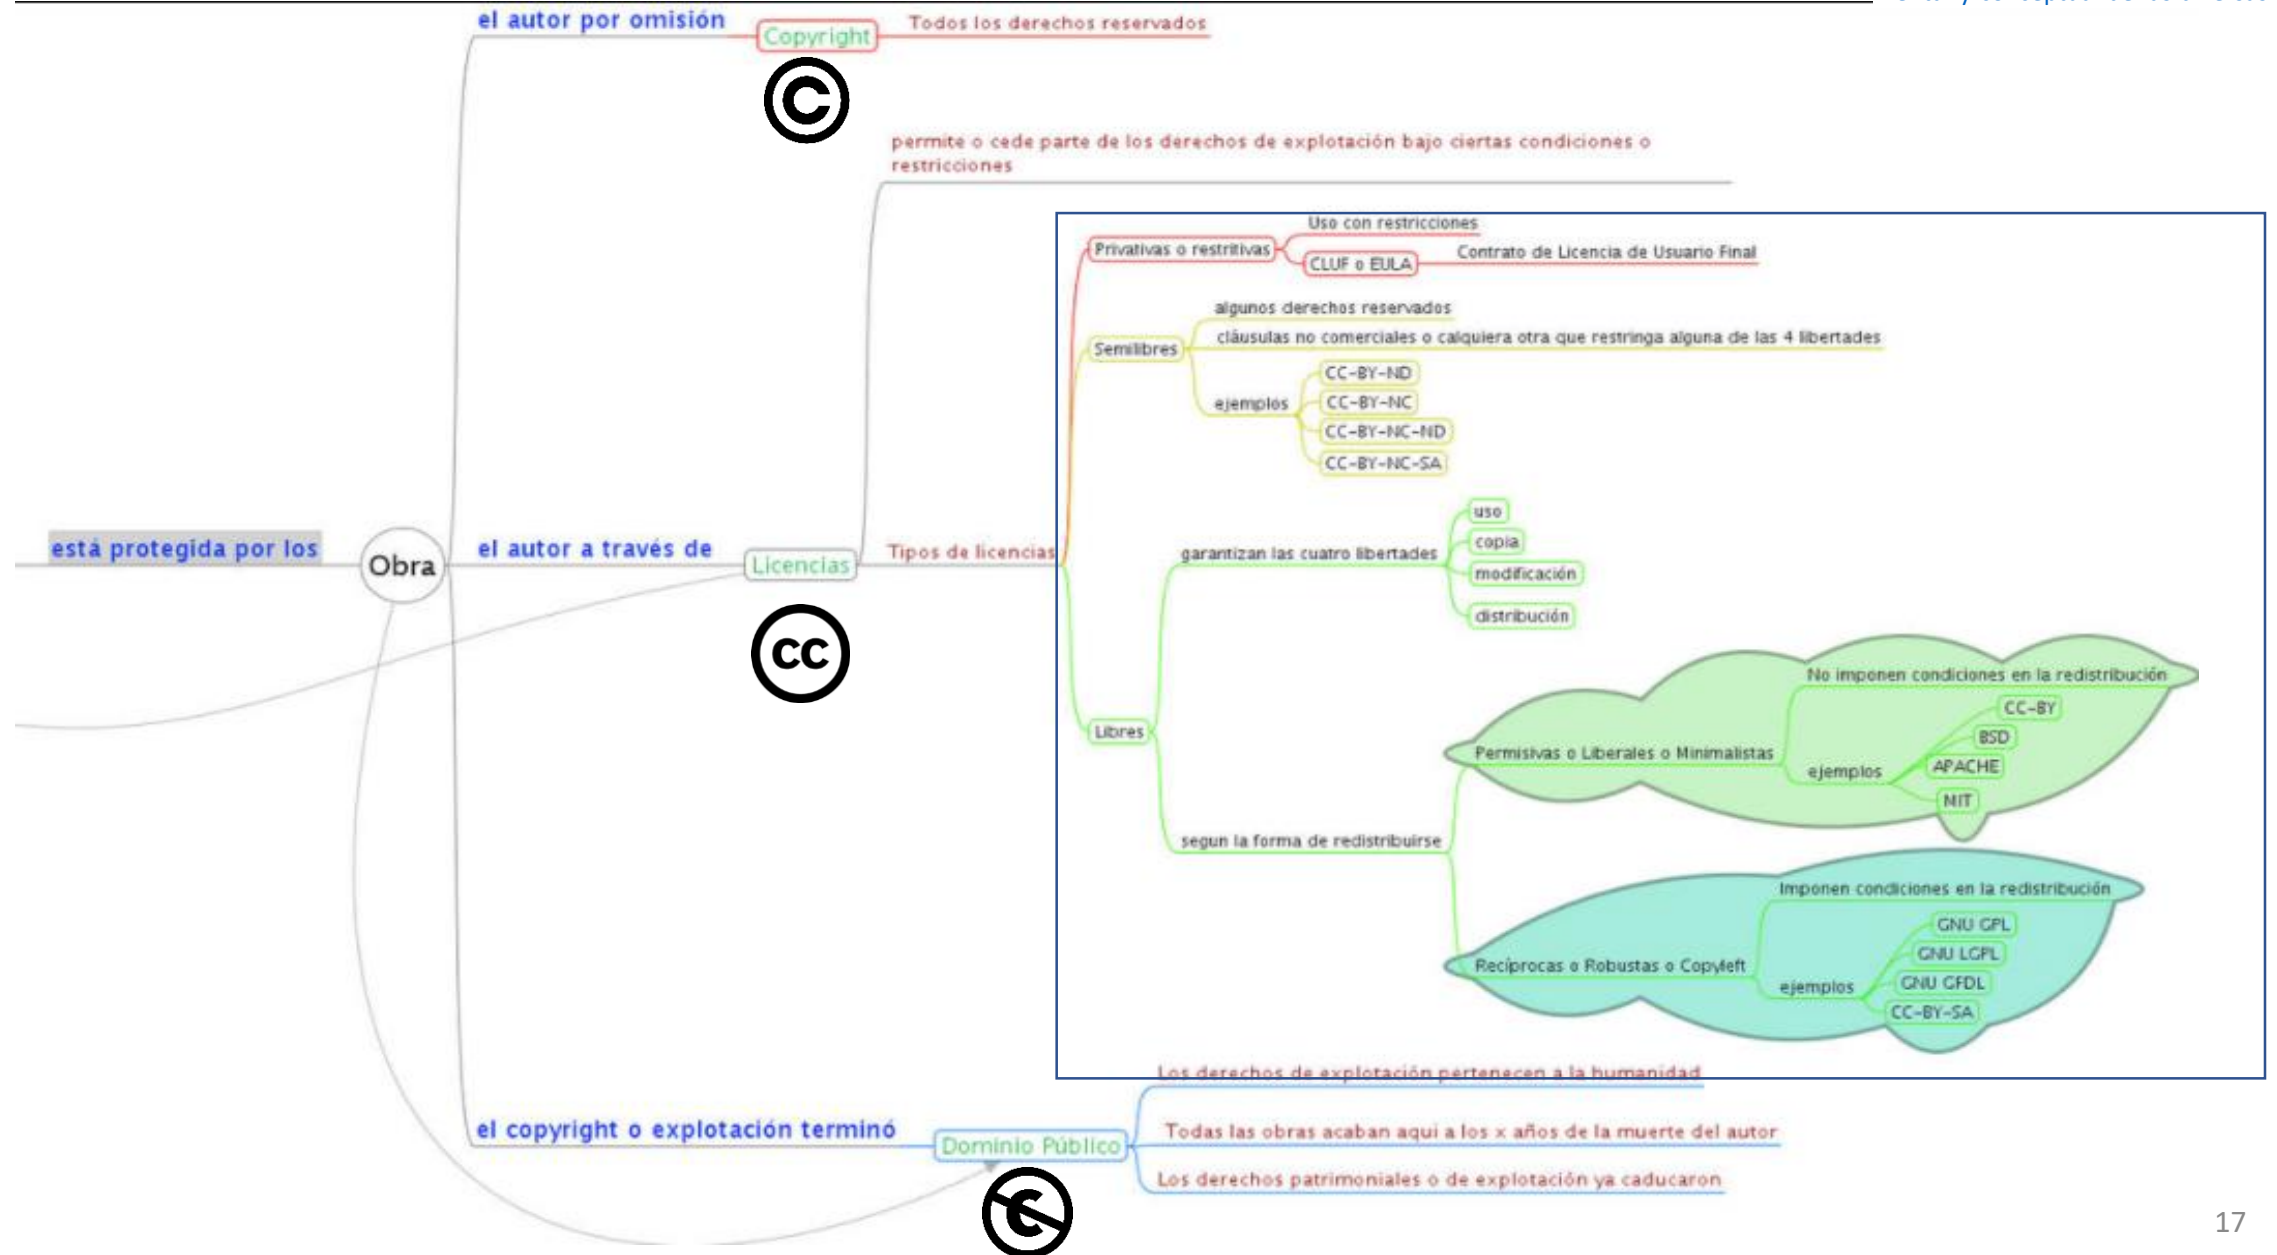 el autor por omisión
Copyright
Todos los derechos reservados
©
permite o cede parte de los derechos de explotación bajo ciertas condiciones o
restricciones
Uso con restricciones
Privativas o restritivas
CLUF o EULA
Contrato de Licencia de Usuario Final
algunos derechos reservados
cláusulas no comerciales o calquiera otra que restringa alguna de las 4 libertades
Semilibres
ejemplos
CC-BY-ND
CC-BY-NC
CC-BY-NC-ND
CC-BY-NC-SA
está protegida por los
Obra
el autor a través de
Licencias
cc
Tipos de licencias
garantizan las cuatro libertades
uso
copia
modificación
distribución
Libres
segun la forma de redistribuirse
No imponen condiciones en la redistribución
Permisivas o Liberales o Minimalistas
ejemplos
CC-BY
BSD
APACHE
MIT
Imponen condiciones en la redistribución
Recíprocas o Robustas o Copyleft
ejemplos
GNU GPL
GNU LGPL
GNU GFDL
CC-BY-SA
Los derechos de explotación pertenecen a la humanidad
el copyright o explotación terminó
Dominio Público
Todas las obras acaban aqui a los x años de la muerte del autor
Los derechos patrimoniales o de explotación ya caducaron
17